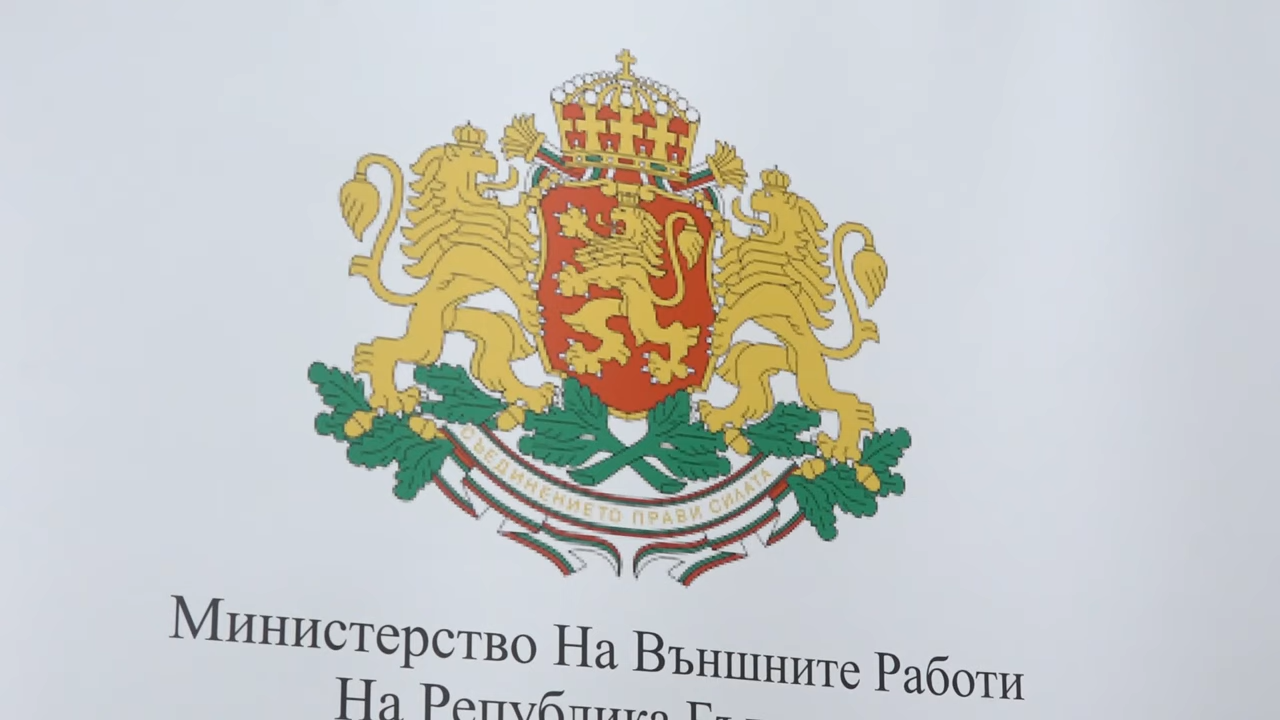 СЪЕДИНЕНИЕТО ПРАВИ СИЛАТА
Министерство На Външните Работи
На Република